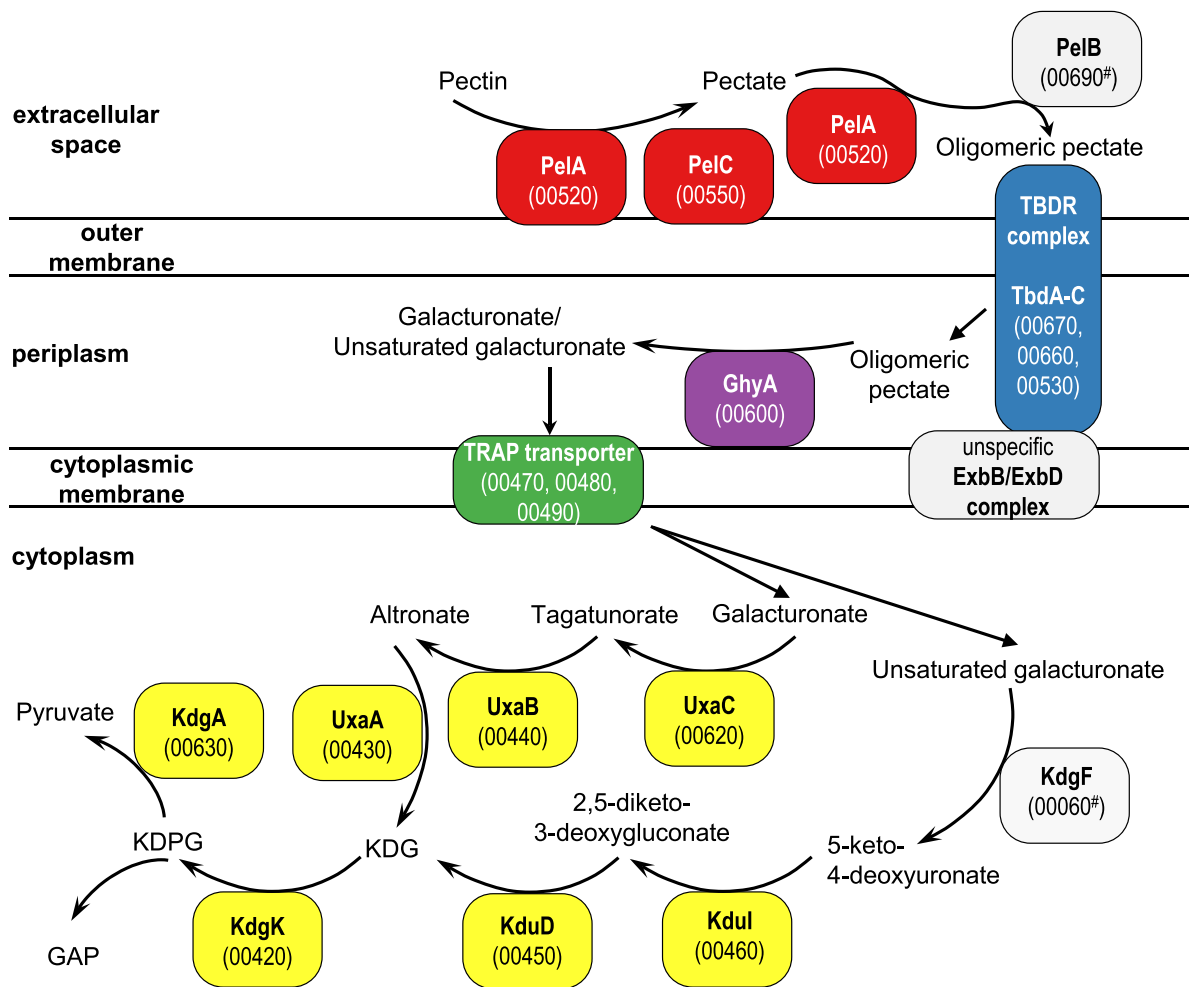 extracellular
space
Pectin
Pectate
PelB
(00690#)
PelA
(00520)
PelC
(00550)
PelA
(00520)
Oligomeric pectate
outer
membrane
TBDR
complex
TbdA-C
(00670,
00660,
00530)
periplasm
Galacturonate/
Unsaturated galacturonate
GhyA
(00600)
Oligomeric
pectate
cytoplasmic
membrane
TRAP transporter
(00470, 00480,
00490)
unspecific
ExbB/ExbD
complex
cytoplasm
Altronate
Tagatunorate
Galacturonate
Unsaturated galacturonate
Pyruvate
KdgA
(00630)
UxaA
(00430)
UxaB
(00440)
UxaC
(00620)
KdgF
(00060#)
KDPG
KDG
2,5-diketo-
3-deoxygluconate
5-keto-
4-deoxyuronate
GAP
KdgK
(00420)
KduD
(00450)
KduI
(00460)